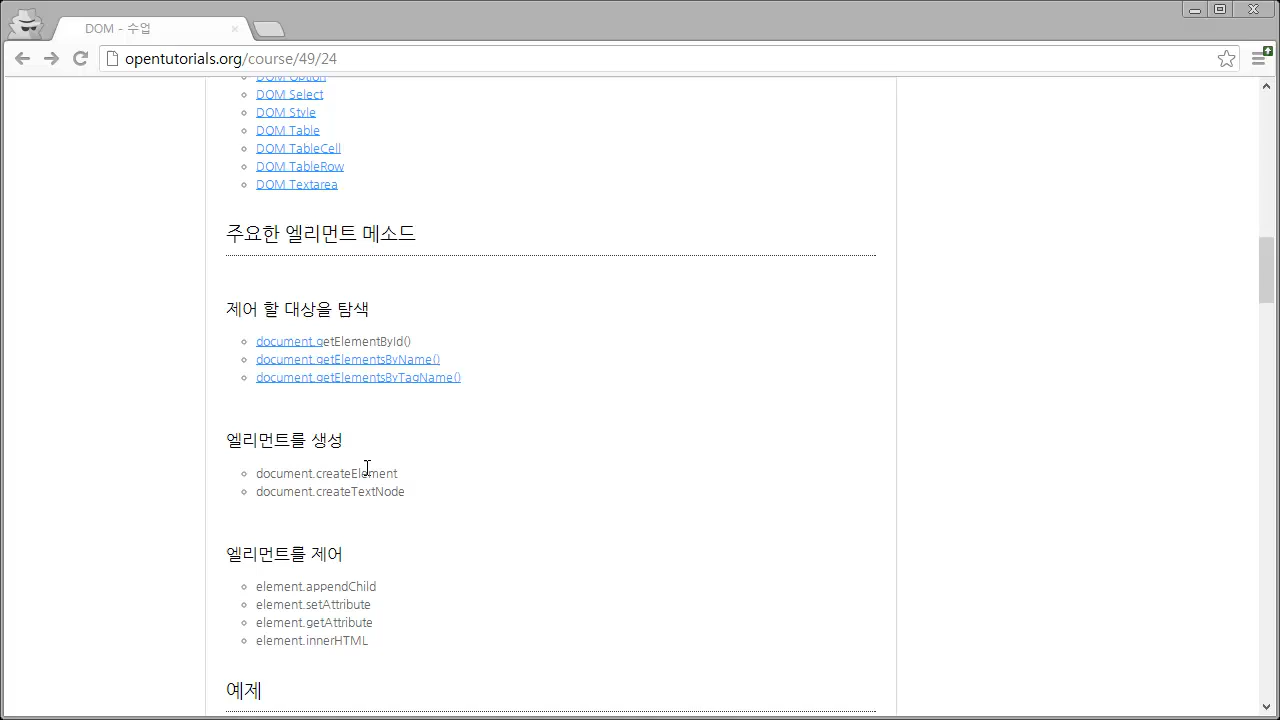 DOM - 수업
opentutorials.org/course/49/24
DOM Option
DOM Select
DOM Style
DOM Table
DOM TableCell
DOM TableRow
DOM Textarea
주요한 엘리먼트 메소드
제어 할 대상을 탐색
document.getElementById()
document.getElementsByName()
document.getElementsByTagName()
엘리먼트를 생성
document.createElement
document.createTextNode
엘리먼트를 제어
element.appendChild
element.setAttribute
element.getAttribute
element.innerHTML
예제